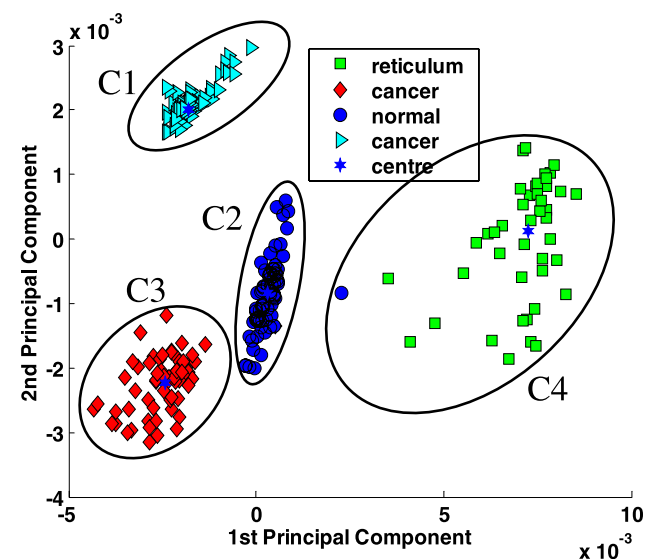 x 10⁻³
3
2
1
0
-1
-2
-3
-4
2nd Principal Component
C1
C2
C3
C4
reticulum
cancer
normal
cancer
centre
-5
0
5
10
1st Principal Component
x 10⁻³